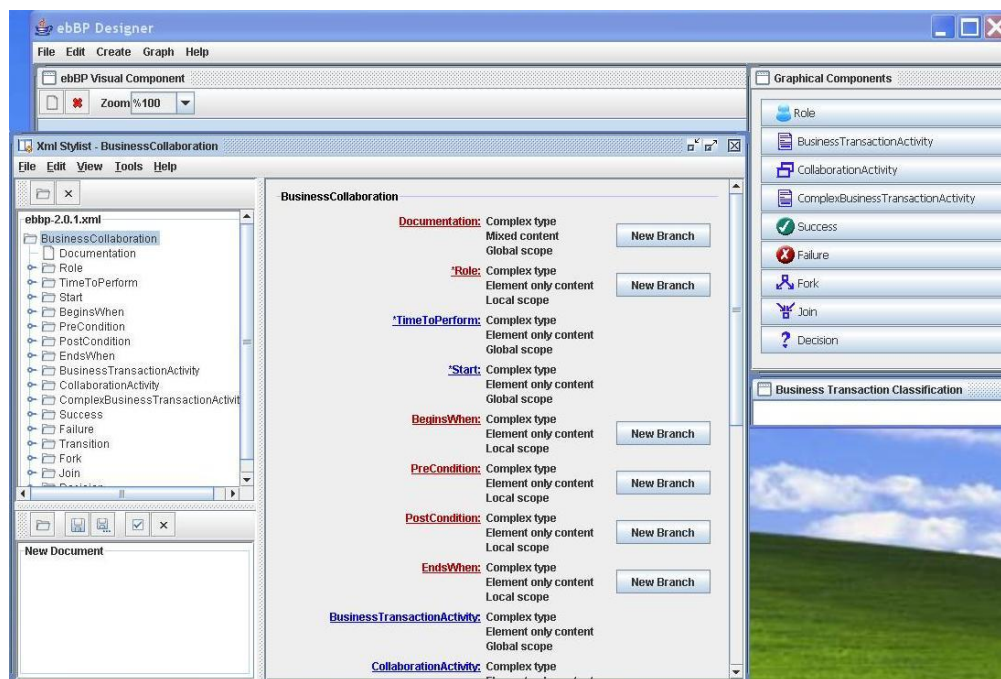 ebBP Designer
File Edit Create Graph Help
ebBP Visual Component
Zoom %100
Graphical Components
Role
BusinessTransactionActivity
CollaborationActivity
ComplexBusinessTransactionActivity
Success
Failure
Fork
Join
Decision
Business Transaction Classification
Xml Stylist - BusinessCollaboration
File Edit View Tools Help
ebbp-2.0.1.xml
BusinessCollaboration
Documentation
Role
TimeToPerform
Start
BeginsWhen
PreCondition
PostCondition
EndsWhen
BusinessTransactionActivity
CollaborationActivity
ComplexBusinessTransactionActivit
Success
Failure
Transition
Fork
Join
New Document
BusinessCollaboration
Documentation: Complex type
Mixed content New Branch
Global scope
*Role: Complex type
Element only content New Branch
Local scope
*TimeToPerform: Complex type
Element only content
Global scope
*Start: Complex type
Element only content
Global scope
BeginsWhen: Complex type
Element only content New Branch
Local scope
PreCondition: Complex type
Element only content New Branch
Local scope
PostCondition: Complex type
Element only content New Branch
Local scope
EndsWhen: Complex type
Element only content New Branch
Local scope
BusinessTransactionActivity: Complex type
Element only content
Global scope
CollaborationActivity: Complex type